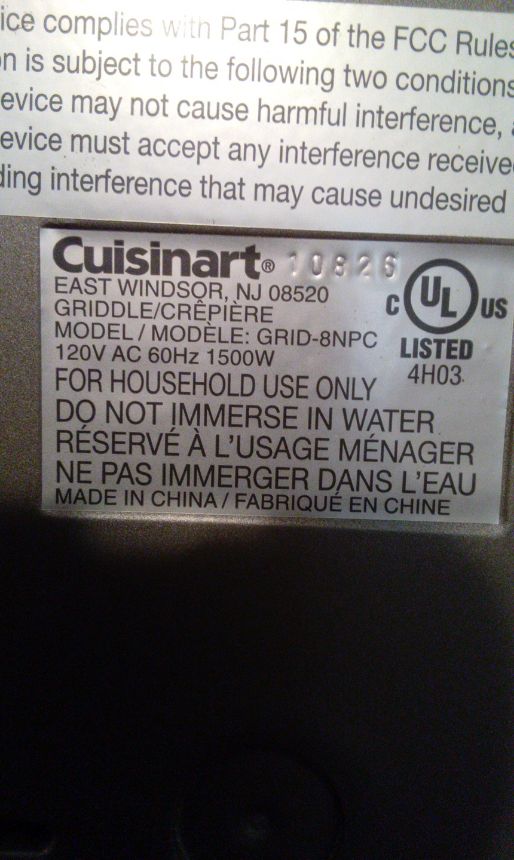 ice complies with Part 15 of the FCC Rules
n is subject to the following two conditions
evice may not cause harmful interference,
evice must accept any interference receive
ding interference that may cause undesired
Cuisinart®
EAST WINDSOR, NJ 08520
GRIDDLE/CRÊPIÈRE
MODEL / MODÈLE: GRID-8NPC
120V AC 60Hz 1500W
C UL US
LISTED
4H03
FOR HOUSEHOLD USE ONLY
DO NOT IMMERSE IN WATER
RÉSERVÉ À L'USAGE MÉNAGER
NE PAS IMMERGER DANS L'EAU
MADE IN CHINA / FABRIQUÉ EN CHINE